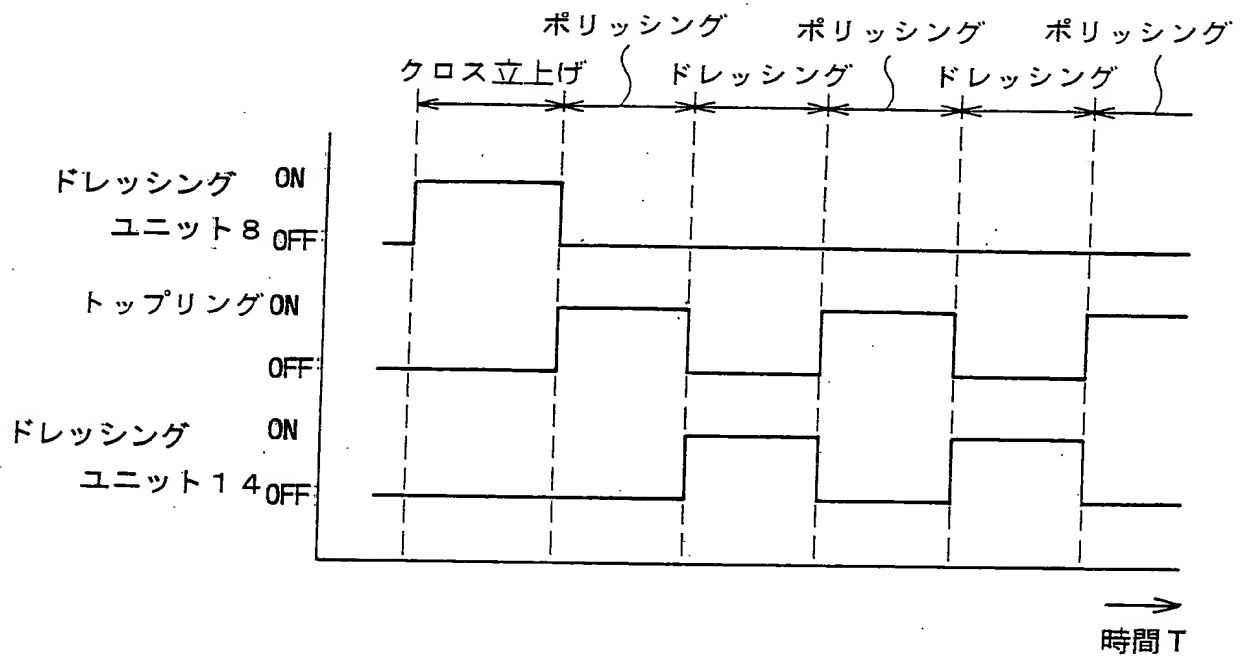 ポリッシング ポリッシング ポリッシング
クロス立上げ ドレッシング ドレッシング
ドレッシング ON
ユニット8 OFF
トップリング ON
OFF
ドレッシング ON
ユニット14 OFF
時間T